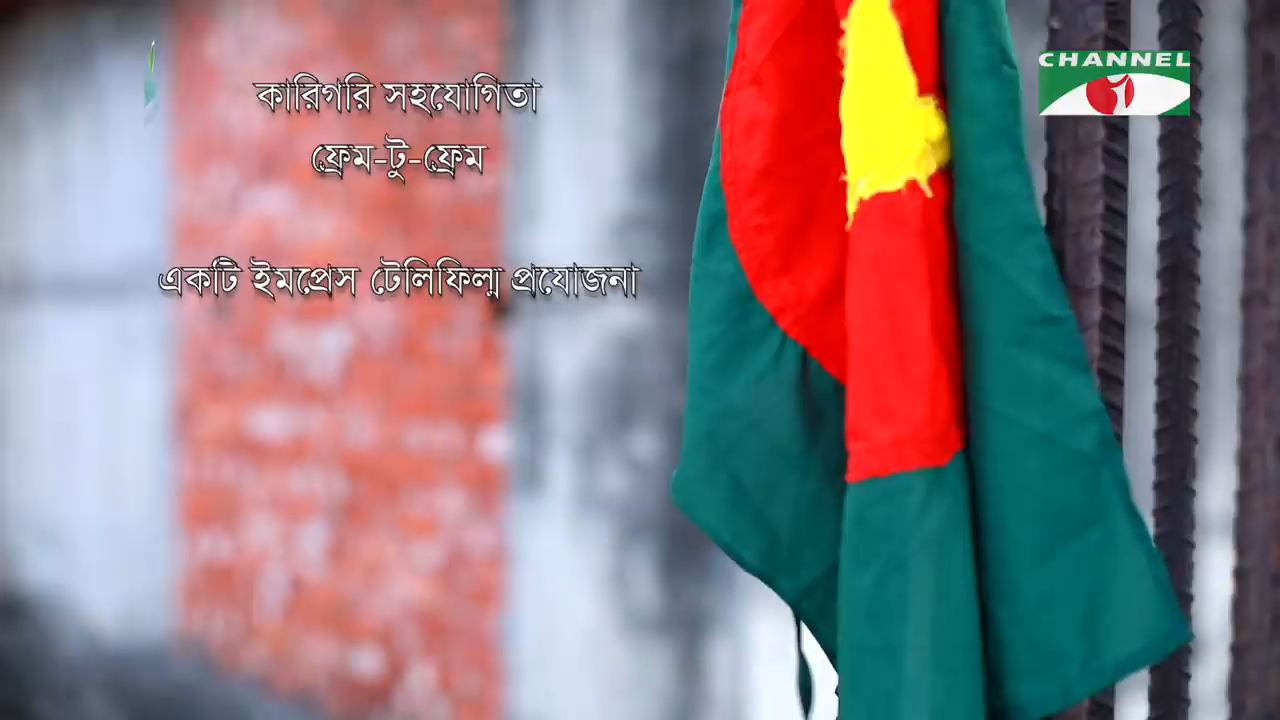 কারিগরি সহযোগিতা
ফ্রেম-টু-ফ্রেম
একটি ইমপ্রেস টেলিফিল্ম প্রযোজনা
CHANNEL
i